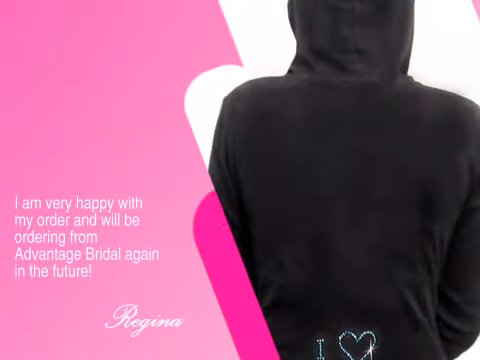 I am very happy with
my order and will be
ordering from
Advantage Bridal again
in the future!
Regina
I